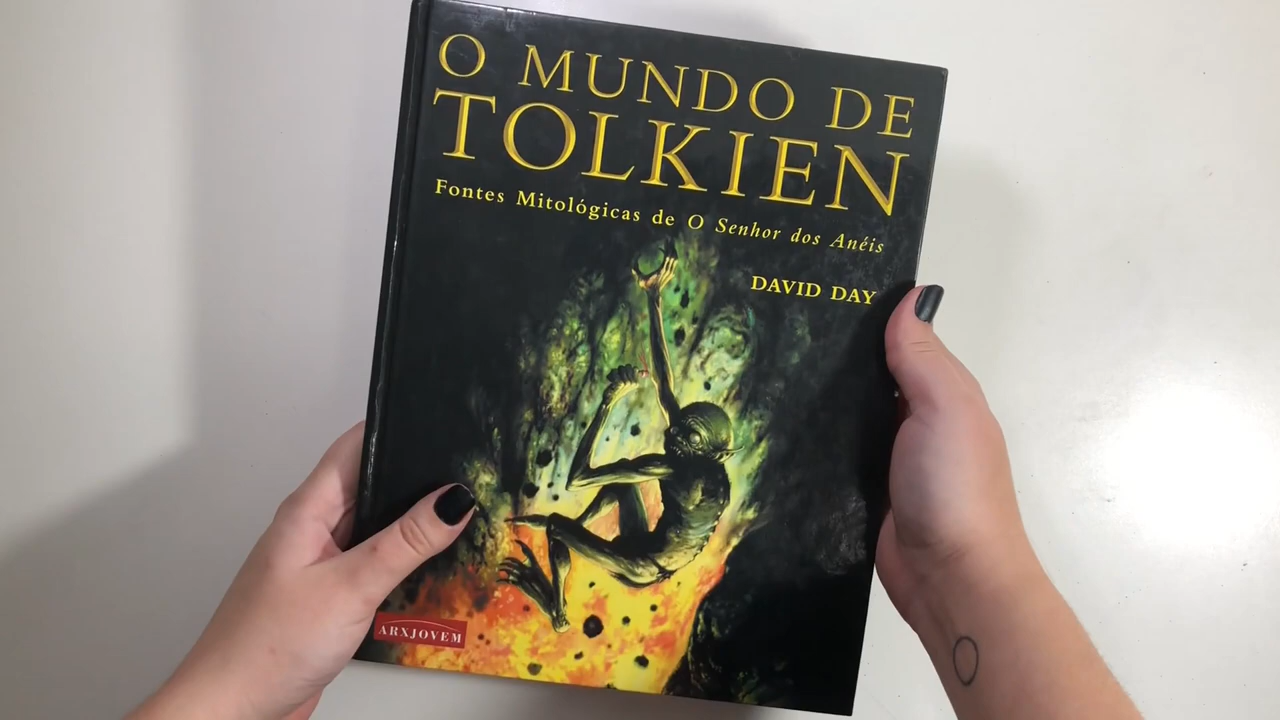 O MUNDO DE
TOLKIEN
Fontes Mitológicas de O Senhor dos Anéis
DAVID DAY
ARXJOVEM